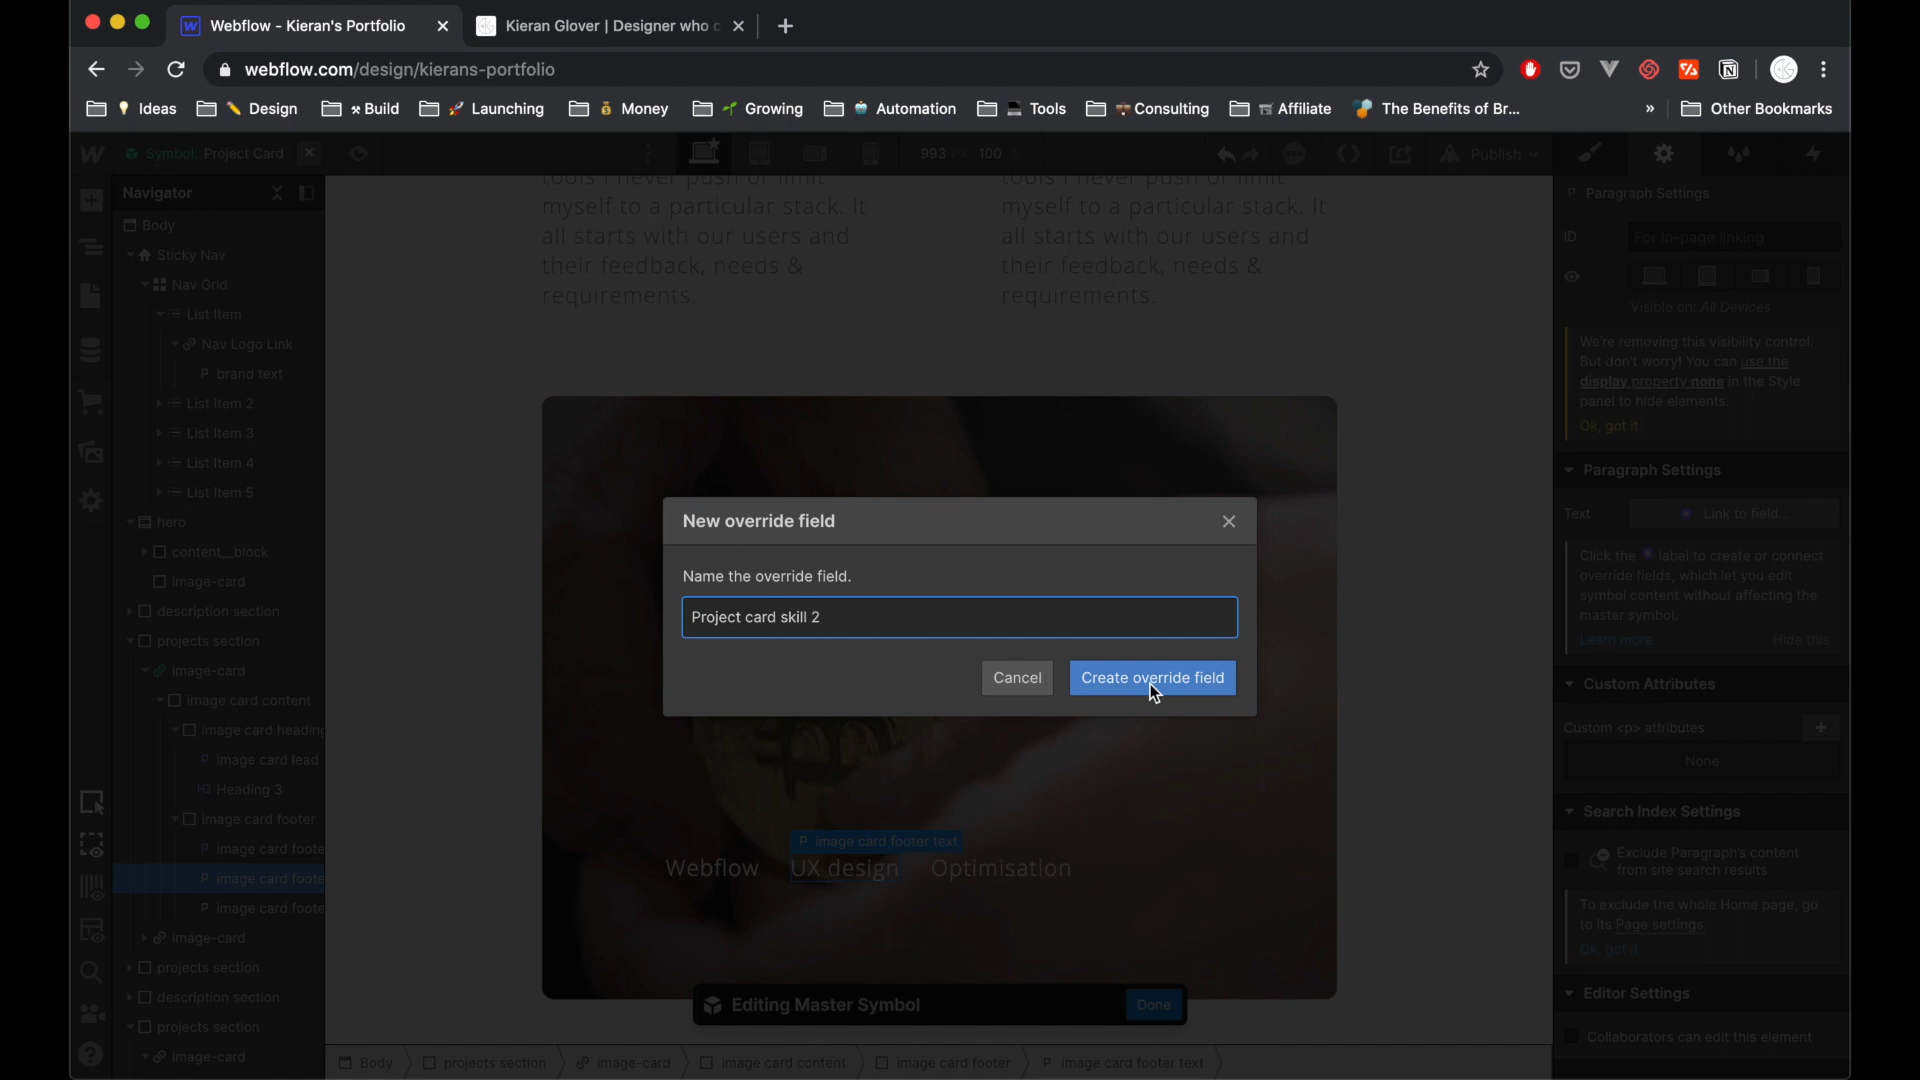 Webflow - Kieran's Portfolio
Kieran Glover | Designer who c
webflow.com/design/kierans-portfolio
Ideas
Design
Build
Launching
Money
Growing
Automation
Tools
Consulting
Affiliate
The Benefits of Br...
»
Other Bookmarks
Symbol: Project Card
993 PX 100 %
Publish
Navigator
Body
Sticky Nav
Nav Grid
List Item
Nav Logo Link
P brand text
List Item 2
List Item 3
List Item 4
List Item 5
hero
content__block
image-card
description section
projects section
image-card
image card content
image card heading
P image card lead
H3 Heading 3
image card footer
P image card foote
P image card foote
P image card foote
image-card
projects section
description section
projects section
image-card
tools I never push or limit
myself to a particular stack. It
all starts with our users and
their feedback, needs &
requirements.
tools I never push or limit
myself to a particular stack. It
all starts with our users and
their feedback, needs &
requirements.
New override field
Name the override field.
Project card skill 2
Cancel
Create override field
P image card footer text
Webflow
UX design
Optimisation
Editing Master Symbol
Done
Body
projects section
image-card
image card content
image card footer
P image card footer text
P Paragraph Settings
ID
For in-page linking
Visible on: All Devices
We're removing this visibility control.
But don't worry! You can use the
display property none in the Style
panel to hide elements.
Ok, got it
Paragraph Settings
Text
Link to field...
Click the label to create or connect
override fields, which let you edit
symbol content without affecting the
master symbol.
Learn more
Hide this
Custom Attributes
Custom <p> attributes
None
Search Index Settings
Exclude Paragraph's content
from site search results
To exclude the whole Home page, go
to its Page settings.
Ok, got it
Editor Settings
Collaborators can edit this element